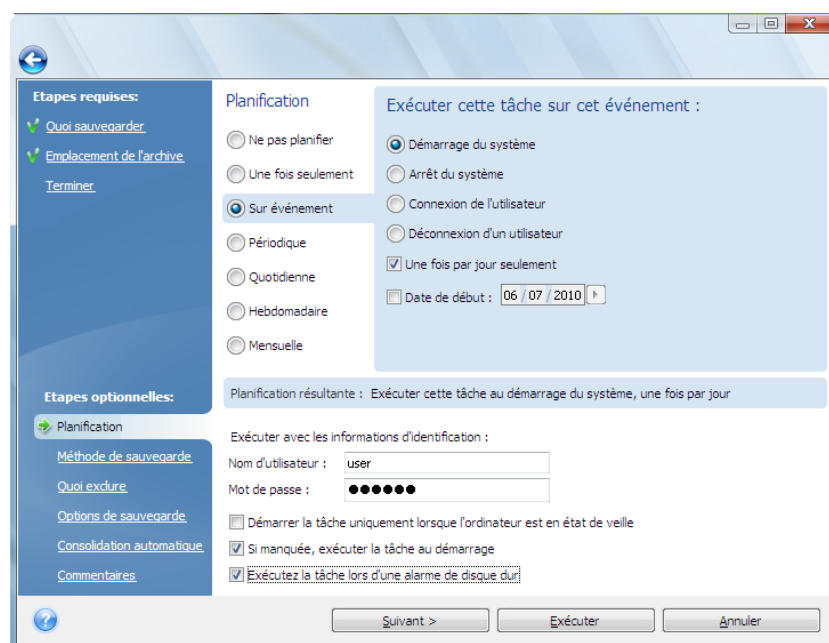 Etapes requises:
Quoi sauvegarder
Emplacement de l'archive
Terminer
Etapes optionnelles:
Planification
Méthode de sauvegarde
Quoi exclure
Options de sauvegarde
Consolidation automatique
Commentaires
Planification
Ne pas planifier
Une fois seulement
Sur événement
Périodique
Quotidienne
Hebdomadaire
Mensuelle
Exécuter cette tâche sur cet événement :
Démarrage du système
Arrêt du système
Connexion de l'utilisateur
Déconnexion d'un utilisateur
Une fois par jour seulement
Date de début : 06 / 07 / 2010
Planification résultante : Exécuter cette tâche au démarrage du système, une fois par jour
Exécuter avec les informations d'identification :
Nom d'utilisateur : user
Mot de passe : ●●●●●●
Démarrer la tâche uniquement lorsque l'ordinateur est en état de veille
Si manquée, exécuter la tâche au démarrage
Exécutez la tâche lors d'une alarme de disque dur
Suivant > Exécuter Annuler